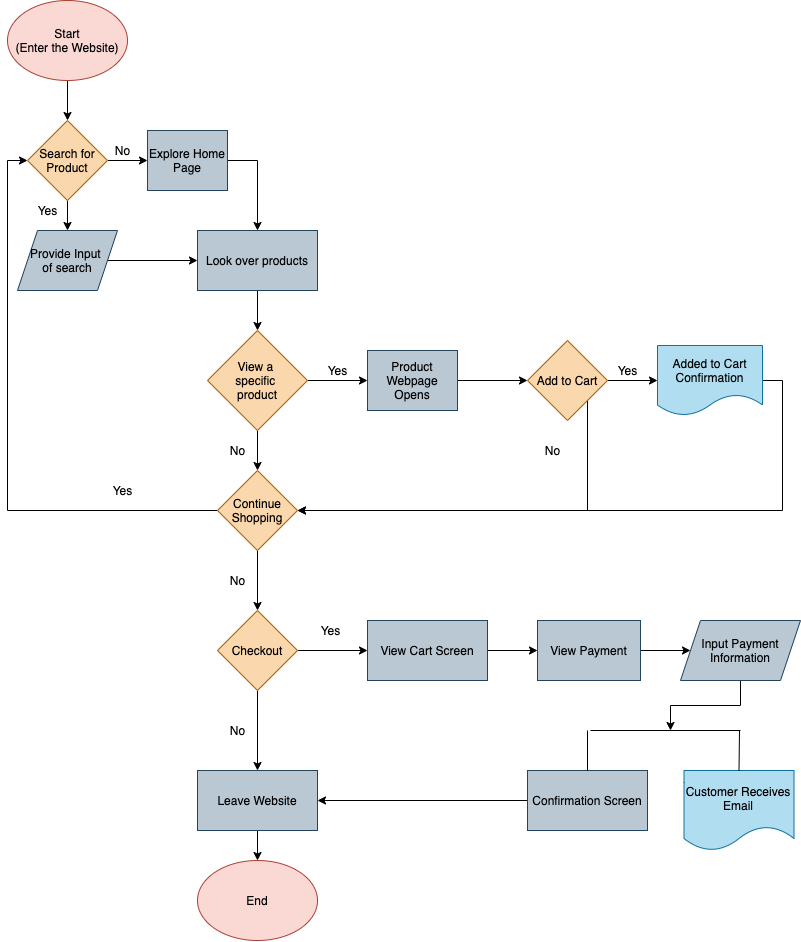 Start
(Enter the Website)
Search for
Product
No
Explore Home
Page
Yes
Provide Input
of search
Look over products
View a
specific
product
Yes
Product
Webpage
Opens
Add to Cart
Yes
Added to Cart
Confirmation
No
No
Yes
Continue
Shopping
No
Checkout
Yes
View Cart Screen
View Payment
Input Payment
Information
No
Leave Website
Confirmation Screen
Customer Receives
Email
End